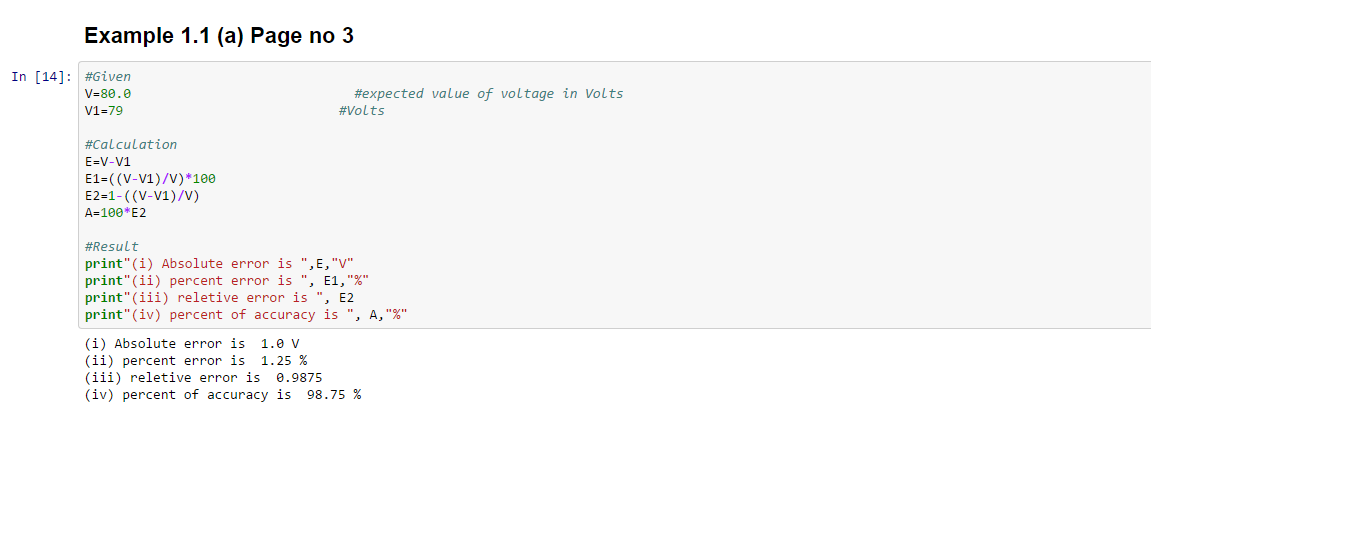 Example 1.1 (a) Page no 3
In [14]: #Given
V=80.0                             #expected value of voltage in Volts
V1=79                            #Volts
#Calculation
E=V-V1
E1=((V-V1)/V)*100
E2=1-((V-V1)/V)
A=100*E2
#Result
print"(i) Absolute error is ",E,"V"
print"(ii) percent error is ", E1,"%"
print"(iii) reletive error is ", E2
print"(iv) percent of accuracy is ", A,"%"
(i) Absolute error is  1.0 V
(ii) percent error is  1.25 %
(iii) reletive error is  0.9875
(iv) percent of accuracy is  98.75 %